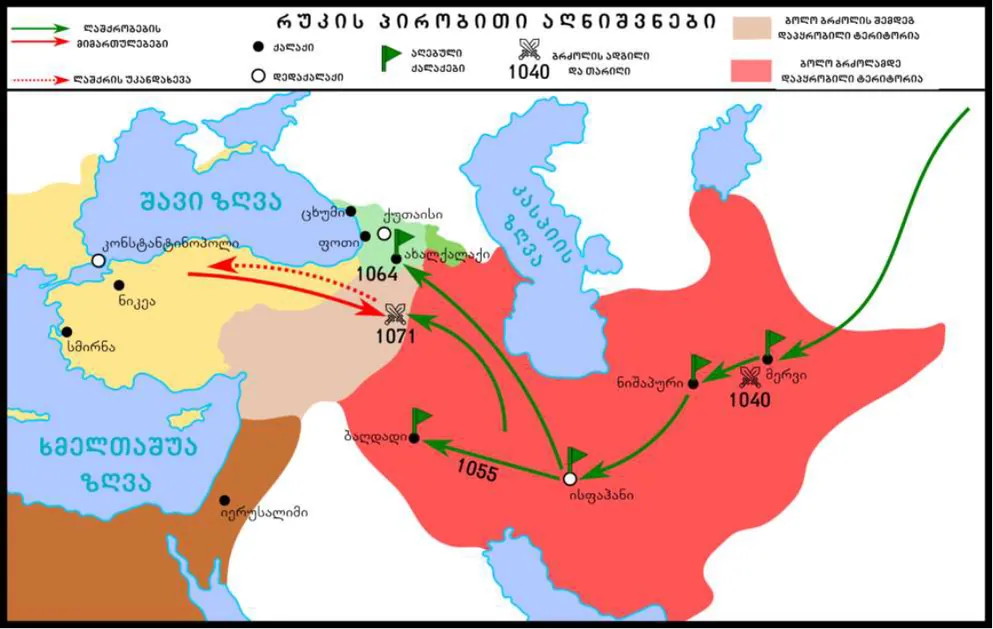 რუკის პირობითი აღნიშვნები
ლაშქრობების
მიმართულებები
ლაშქრის უკანდახევა
ქალაქი
დედაქალაქი
აღებული
ქალაქები
1040
ბრძოლის ადგილი
და თარიღი
ბოლო ბრძოლის შემდეგ
დაპყრობილი ტერიტორია
ბოლო ბრძოლამდე
დაპყრობილი ტერიტორია
შავი ზღვა
კასპიის
ზღვა
ცხუმი
ქუთაისი
ფოთი
ახალქალაქი
1064
კონსტანტინოპოლი
ნიკეა
სმირნა
1071
ნიშაპური
მერვი
1040
ხმელთაშუა
ზღვა
ბაღდადი
1055
ისფაჰანი
იერუსალიმი